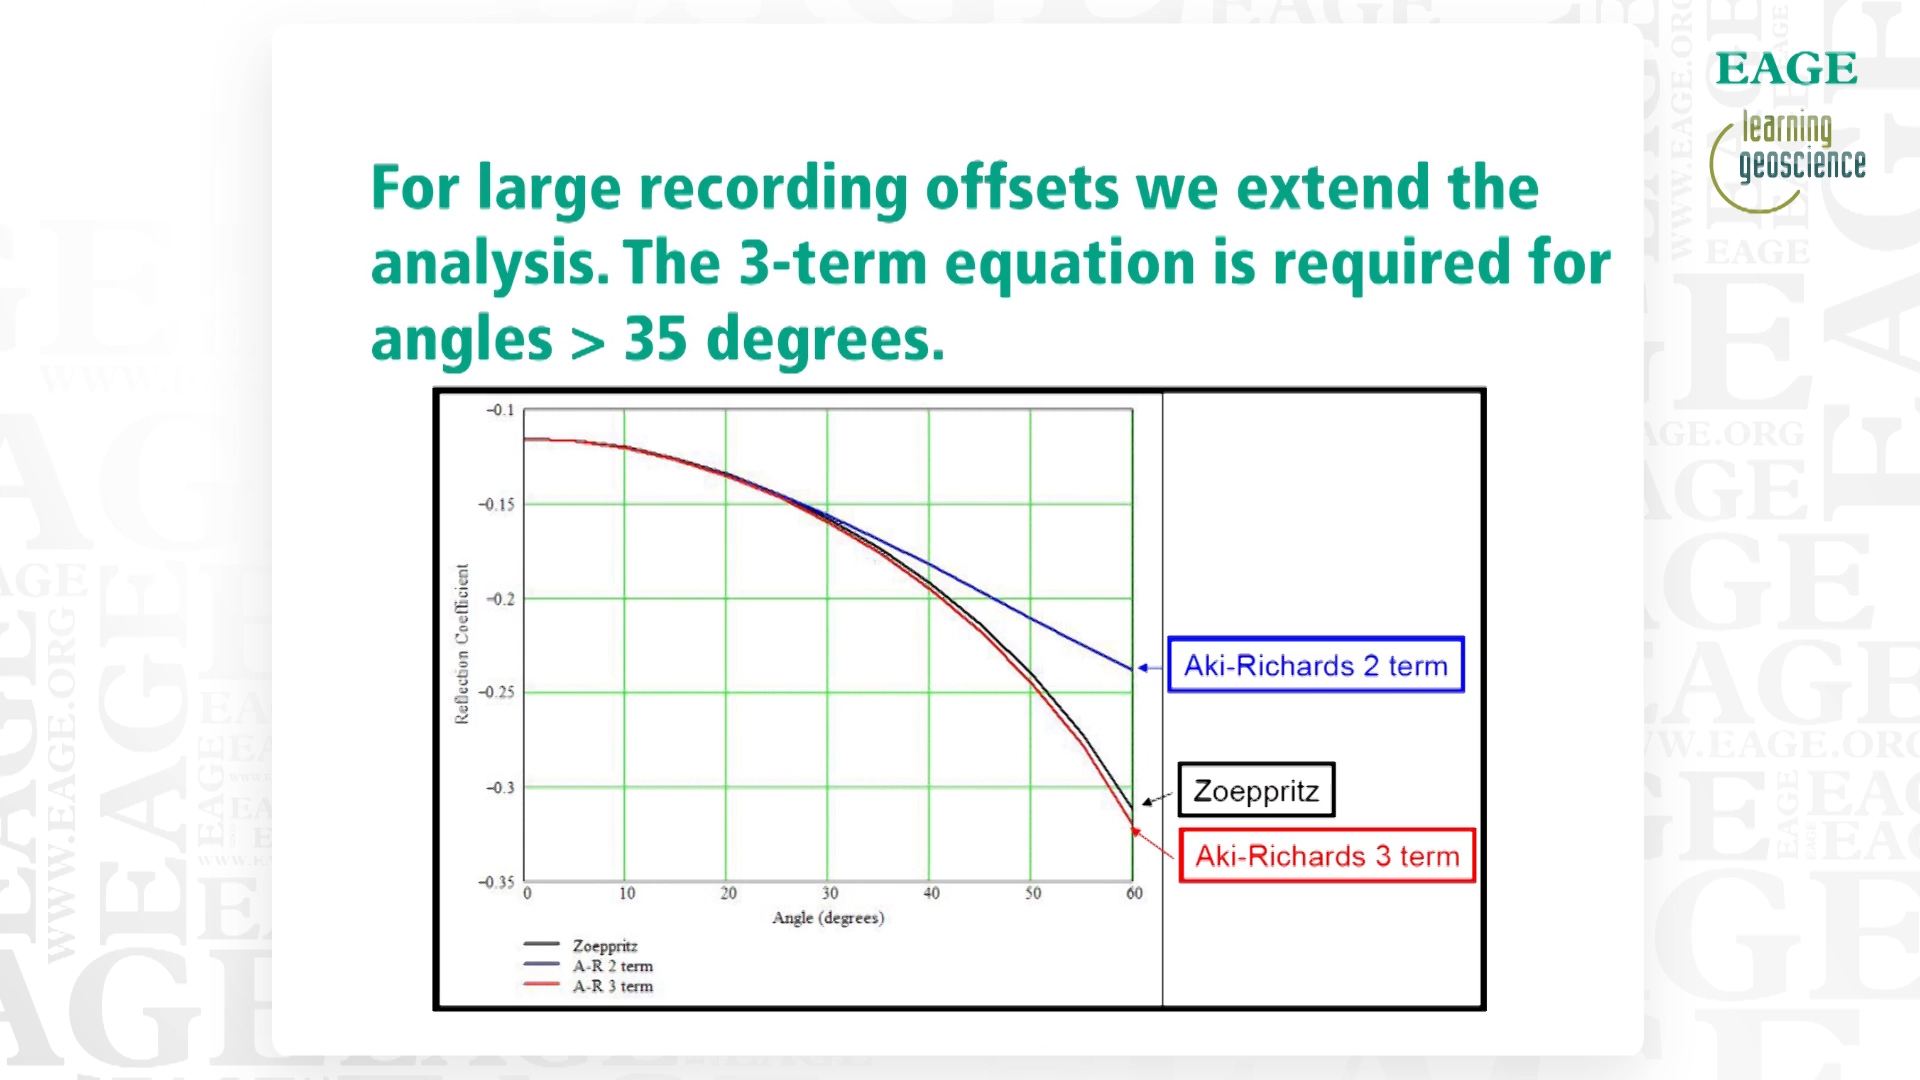 EAGE
learning
geoscience
For large recording offsets we extend the
analysis. The 3-term equation is required for
angles > 35 degrees.
−0.1
−0.15
−0.2
−0.25
−0.3
−0.35
Reflection Coefficient
0 10 20 30 40 50 60
Angle (degrees)
Zoeppritz
A-R 2 term
A-R 3 term
Aki-Richards 2 term
Zoeppritz
Aki-Richards 3 term